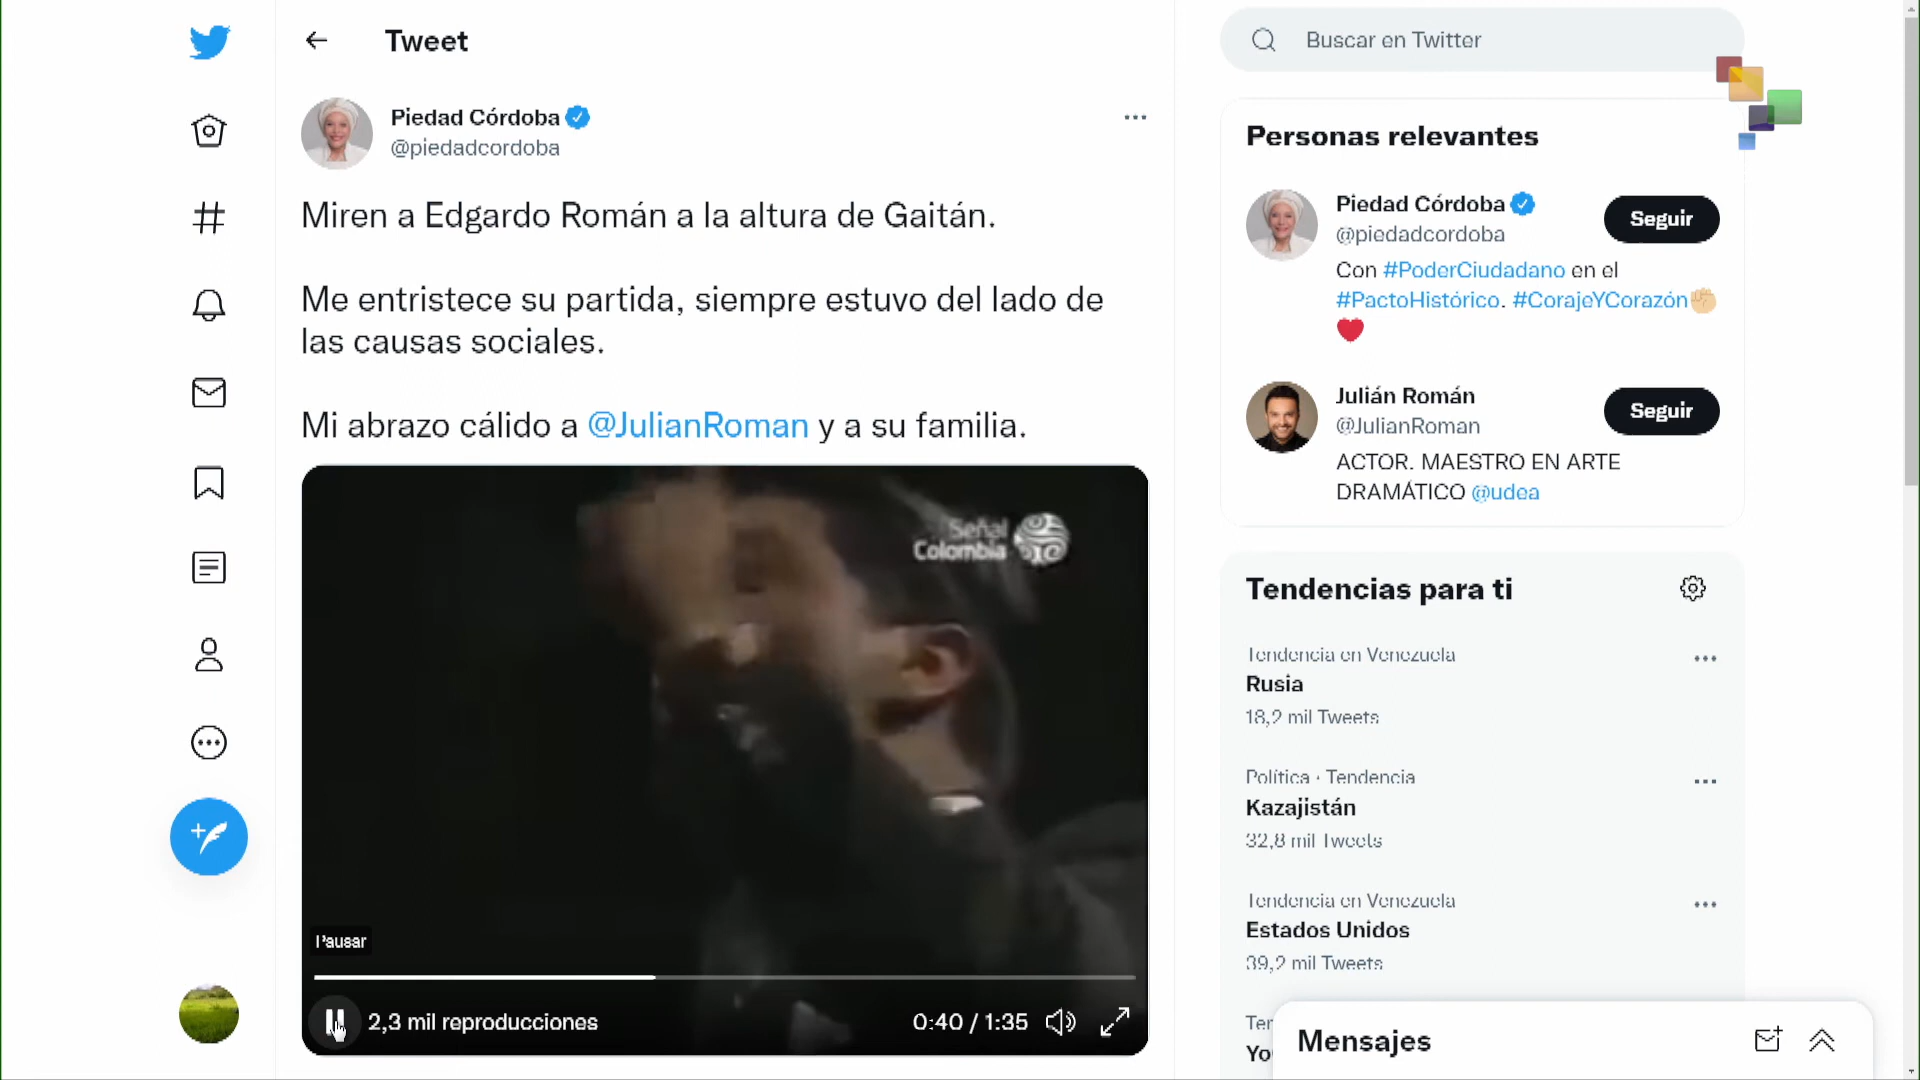 Tweet
Piedad Córdoba
@piedadcordoba
Miren a Edgardo Román a la altura de Gaitán.
Me entristece su partida, siempre estuvo del lado de
las causas sociales.
Mi abrazo cálido a @JulianRoman y a su familia.
Señal
Colombia
Pausar
2,3 mil reproducciones
0:40 / 1:35
Buscar en Twitter
Personas relevantes
Piedad Córdoba
@piedadcordoba
Seguir
Con #PoderCiudadano en el
#PactoHistórico. #CorajeYCorazón✊🏼
❤️
Julián Román
@JulianRoman
Seguir
ACTOR. MAESTRO EN ARTE
DRAMÁTICO @udea
Tendencias para ti
Tendencia en Venezuela
Rusia
18,2 mil Tweets
Política · Tendencia
Kazajistán
32,8 mil Tweets
Tendencia en Venezuela
Estados Unidos
39,2 mil Tweets
Mensajes